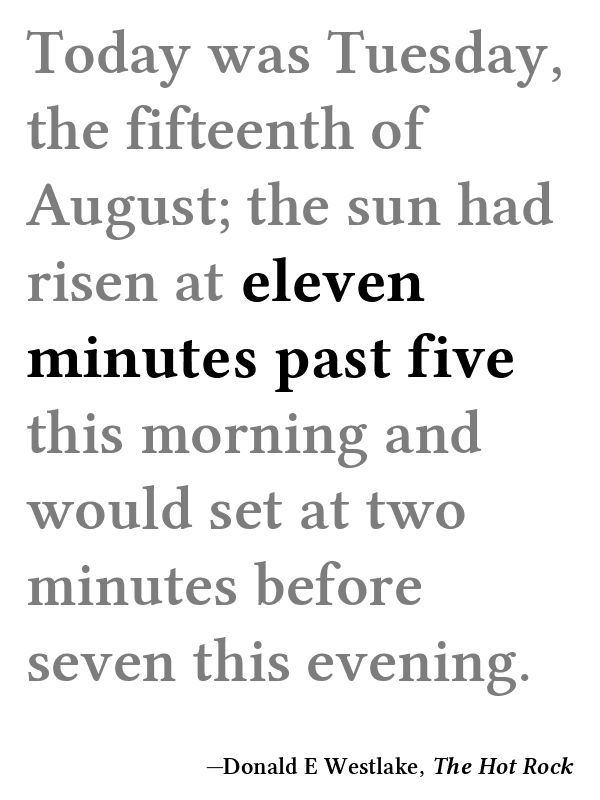 Today was Tuesday,
the fifteenth of
August; the sun had
risen at eleven
minutes past five
this morning and
would set at two
minutes before
seven this evening.
—Donald E Westlake, The Hot Rock